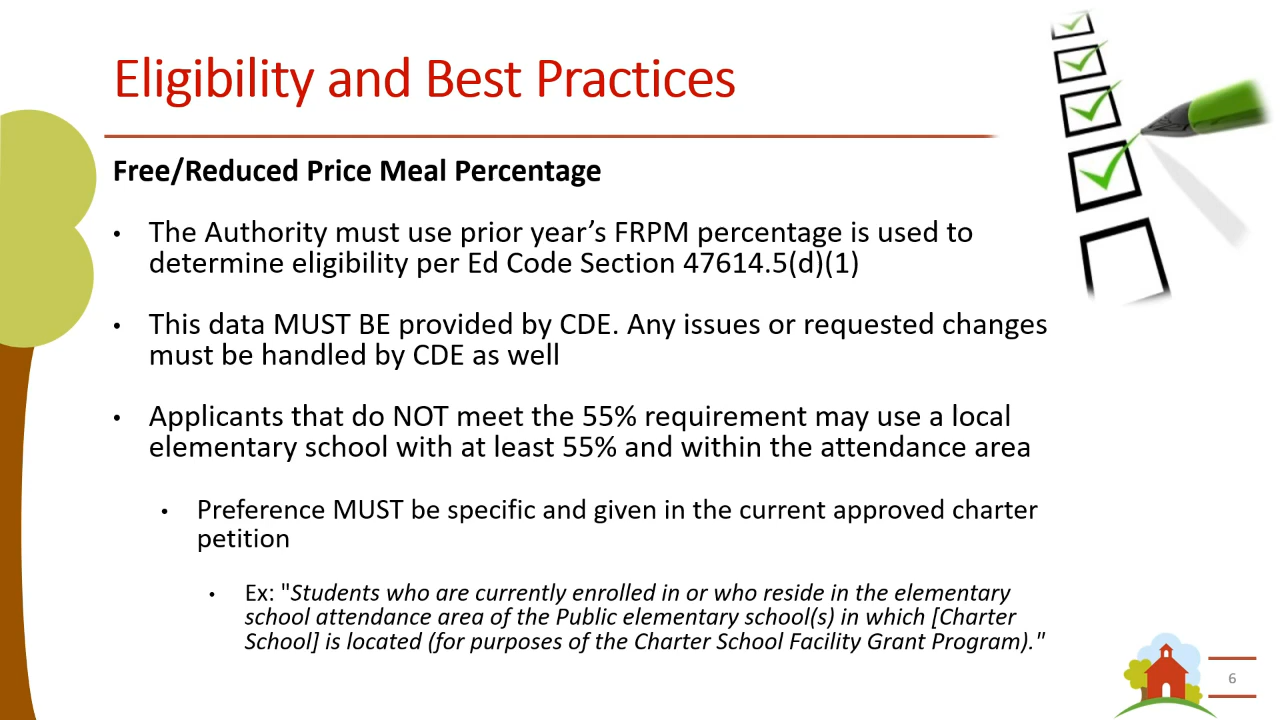 Eligibility and Best Practices
Free/Reduced Price Meal Percentage
• The Authority must use prior year’s FRPM percentage is used to
determine eligibility per Ed Code Section 47614.5(d)(1)
• This data MUST BE provided by CDE. Any issues or requested changes
must be handled by CDE as well
• Applicants that do NOT meet the 55% requirement may use a local
elementary school with at least 55% and within the attendance area
• Preference MUST be specific and given in the current approved charter
petition
• Ex: "Students who are currently enrolled in or who reside in the elementary
school attendance area of the Public elementary school(s) in which [Charter
School] is located (for purposes of the Charter School Facility Grant Program)."
6